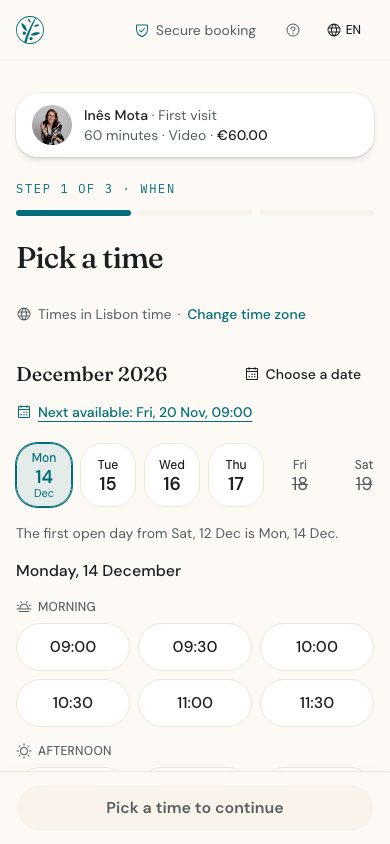 Secure booking
EN
Inês Mota · First visit
60 minutes · Video · €60.00
STEP 1 OF 3 · WHEN
Pick a time
Times in Lisbon time · Change time zone
December 2026
Choose a date
Next available: Fri, 20 Nov, 09:00
Mon Tue Wed Thu Fri Sat
14 15 16 17 18 19
Dec
The first open day from Sat, 12 Dec is Mon, 14 Dec.
Monday, 14 December
MORNING
09:00 09:30 10:00
10:30 11:00 11:30
AFTERNOON
Pick a time to continue